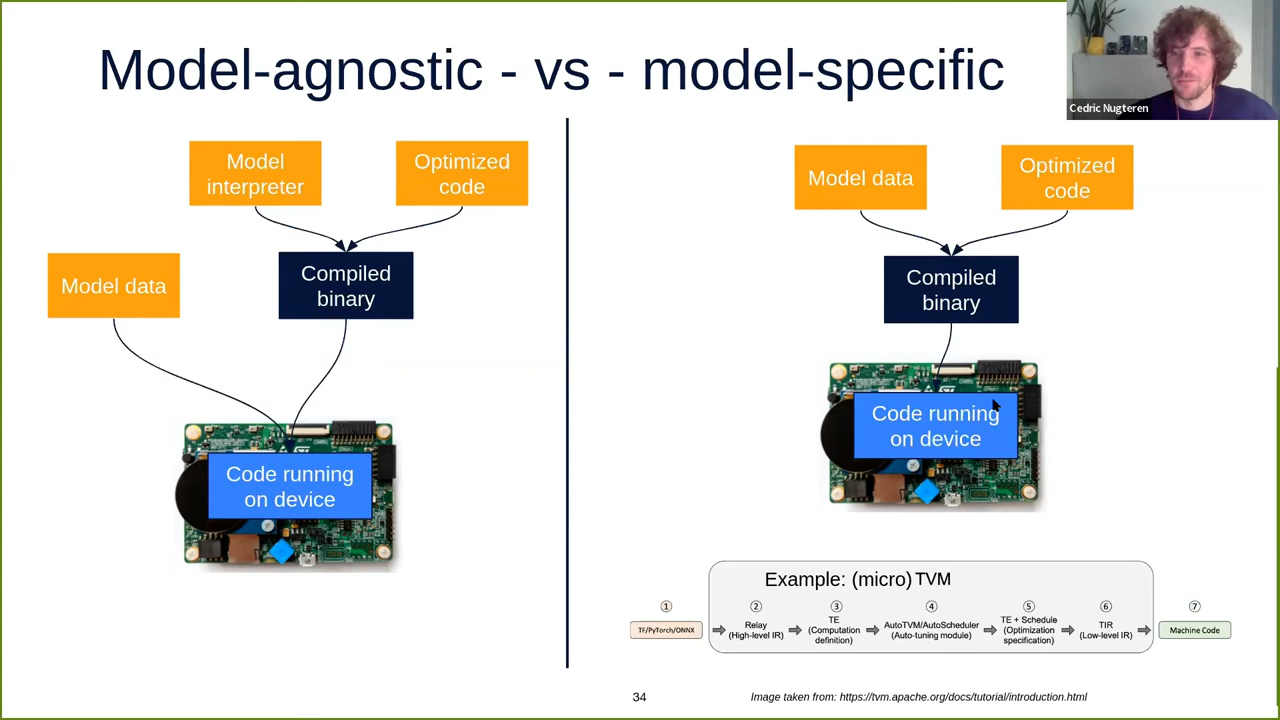 Model-agnostic - vs - model-specific
Cedric Nugteren
Model
interpreter
Optimized
code
Model data
Compiled
binary
Code running
on device
Model data
Optimized
code
Compiled
binary
Code running
on device
Example: (micro) TVM
①
TF/PyTorch/ONNX
②
Relay
(High-level IR)
③
TE
(Computation
definition)
④
AutoTVM/AutoScheduler
(Auto-tuning module)
⑤
TE + Schedule
(Optimization
specification)
⑥
TIR
(Low-level IR)
⑦
Machine Code
34
Image taken from: https://tvm.apache.org/docs/tutorial/introduction.html